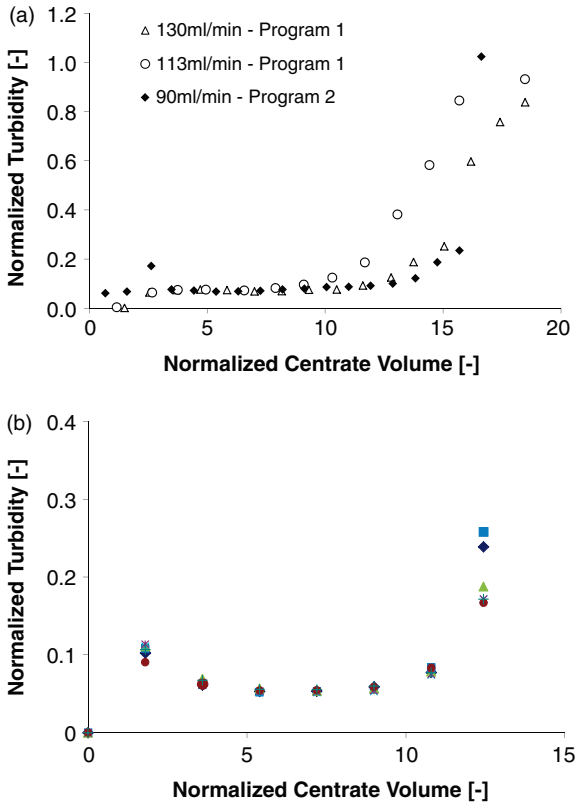 (a)
Normalized Turbidity [-]
1.2
1.0
0.8
0.6
0.4
0.2
0.0
130ml/min - Program 1
113ml/min - Program 1
90ml/min - Program 2
0 5 10 15 20
Normalized Centrate Volume [-]
(b)
Normalized Turbidity [-]
0.4
0.3
0.2
0.1
0
0 5 10 15
Normalized Centrate Volume [-]